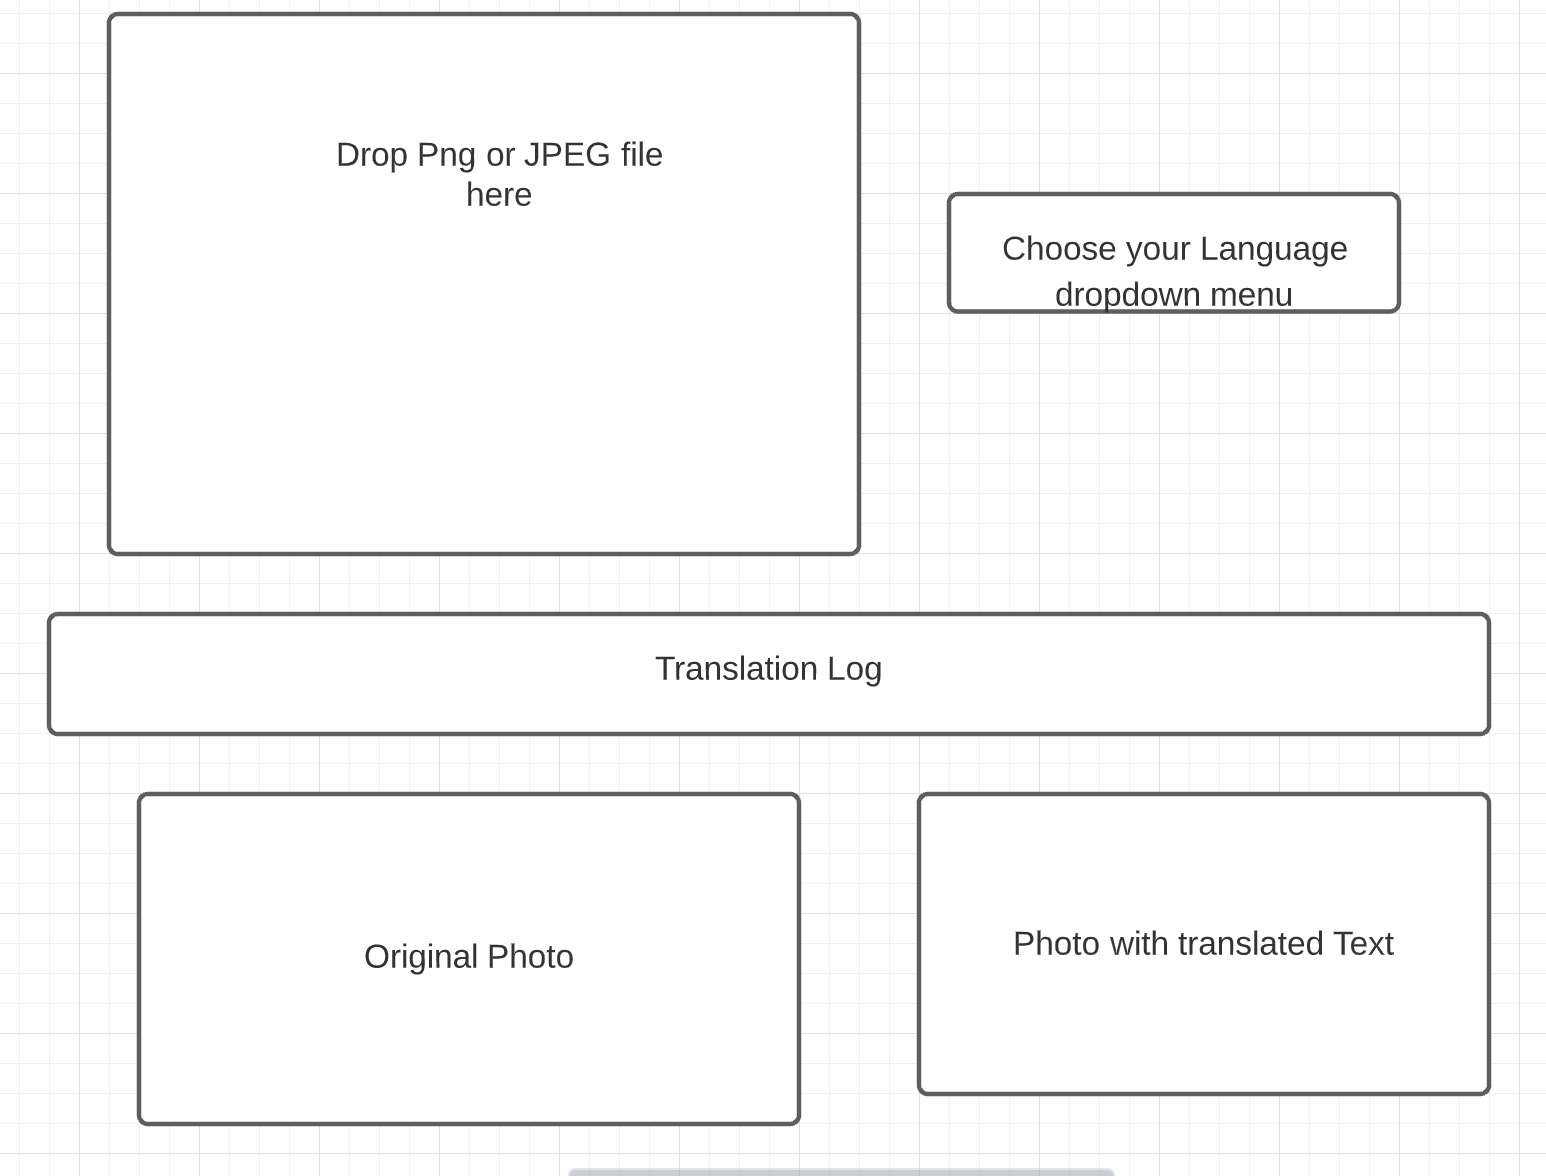 Drop Png or JPEG file
here
Choose your Language
dropdown menu
Translation Log
Original Photo
Photo with translated Text